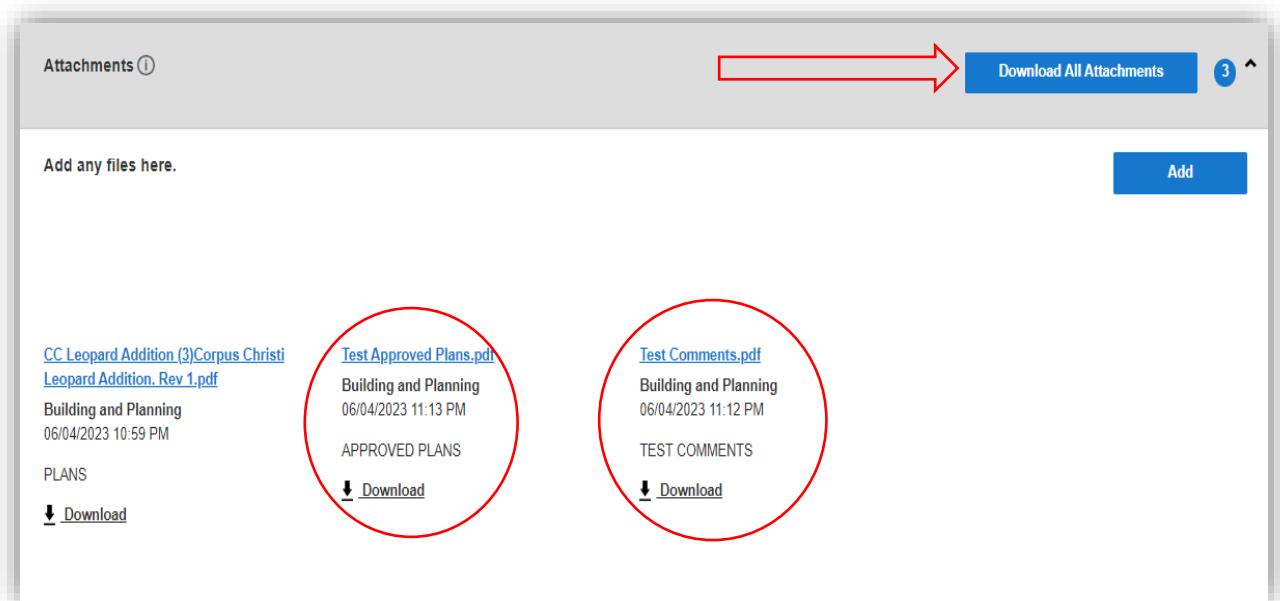 Attachments
Download All Attachments
3
Add any files here.
Add
CC Leopard Addition (3)Corpus Christi
Leopard Addition. Rev 1.pdf
Building and Planning
06/04/2023 10:59 PM
PLANS
Download
Test Approved Plans.pdf
Building and Planning
06/04/2023 11:13 PM
APPROVED PLANS
Download
Test Comments.pdf
Building and Planning
06/04/2023 11:12 PM
TEST COMMENTS
Download